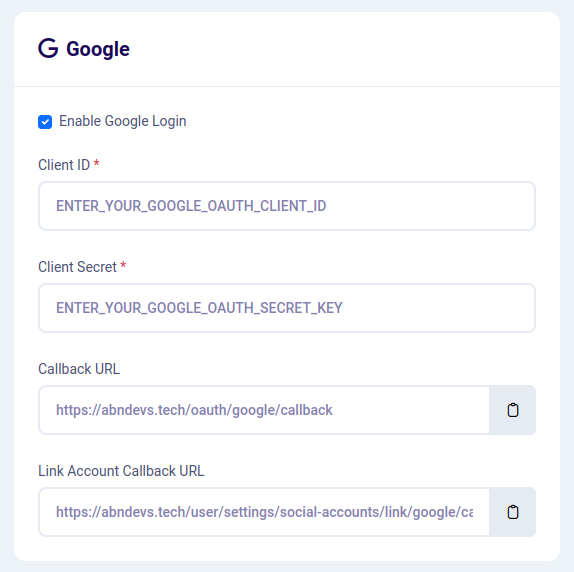 Google
Enable Google Login
Client ID *
ENTER_YOUR_GOOGLE_OAUTH_CLIENT_ID
Client Secret *
ENTER_YOUR_GOOGLE_OAUTH_SECRET_KEY
Callback URL
https://abndevs.tech/oauth/google/callback
Link Account Callback URL
https://abndevs.tech/user/settings/social-accounts/link/google/ca